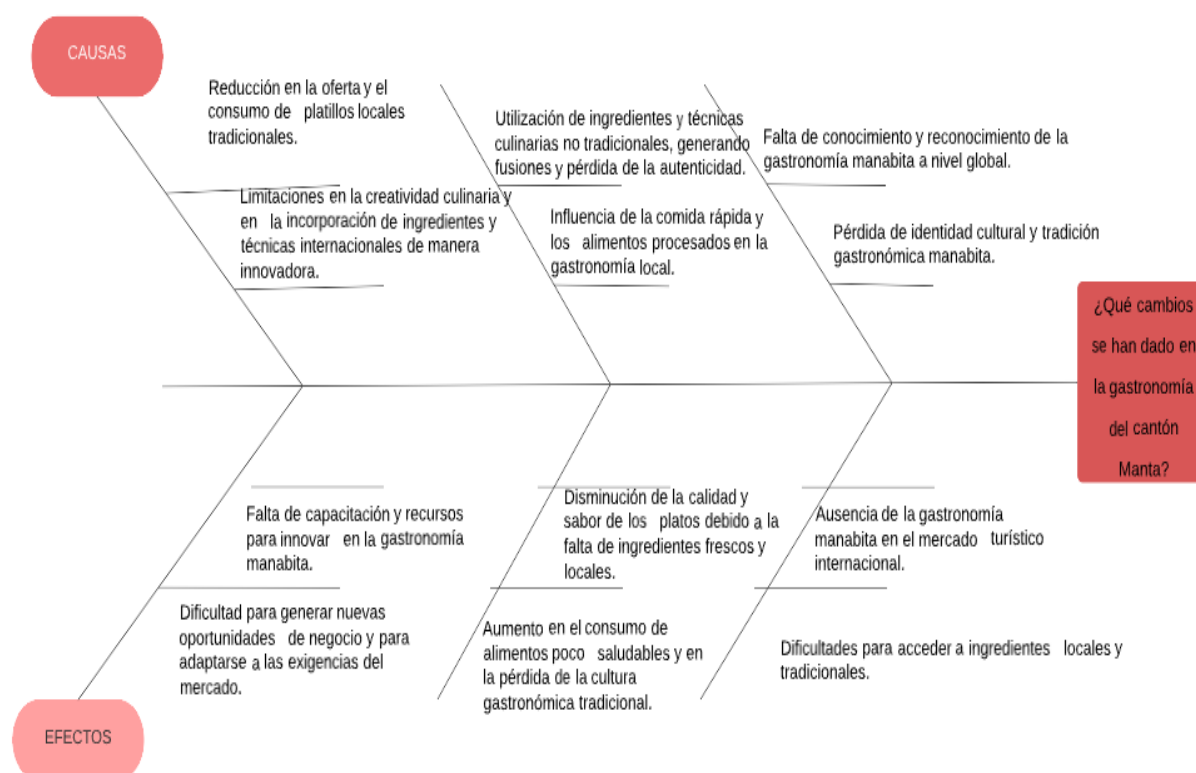 CAUSAS
Reducción en la oferta y el
consumo de platillos locales
tradicionales.
Limitaciones en la creatividad culinaria y
en la incorporación de ingredientes y
técnicas internacionales de manera
innovadora.
Utilización de ingredientes y técnicas
culinarias no tradicionales, generando
fusiones y pérdida de la autenticidad.
Influencia de la comida rápida y
los alimentos procesados en la
gastronomía local.
Falta de conocimiento y reconocimiento de la
gastronomía manabita a nivel global.
Pérdida de identidad cultural y tradición
gastronómica manabita.
¿Qué cambios
se han dado en
la gastronomía
del cantón
Manta?
Falta de capacitación y recursos
para innovar en la gastronomía
manabita.
Dificultad para generar nuevas
oportunidades de negocio y para
adaptarse a las exigencias del
mercado.
Disminución de la calidad y
sabor de los platos debido a la
falta de ingredientes frescos y
locales.
Aumento en el consumo de
alimentos poco saludables y en
la pérdida de la cultura
gastronómica tradicional.
Ausencia de la gastronomía
manabita en el mercado turístico
internacional.
Dificultades para acceder a ingredientes locales y
tradicionales.
EFECTOS